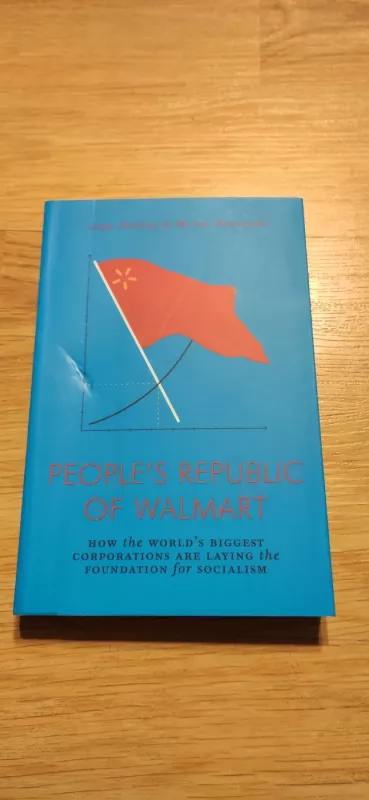 PEOPLE'S REPUBLIC
OF WALMART
HOW the WORLD'S BIGGEST
CORPORATIONS ARE LAYING the
FOUNDATION for SOCIALISM